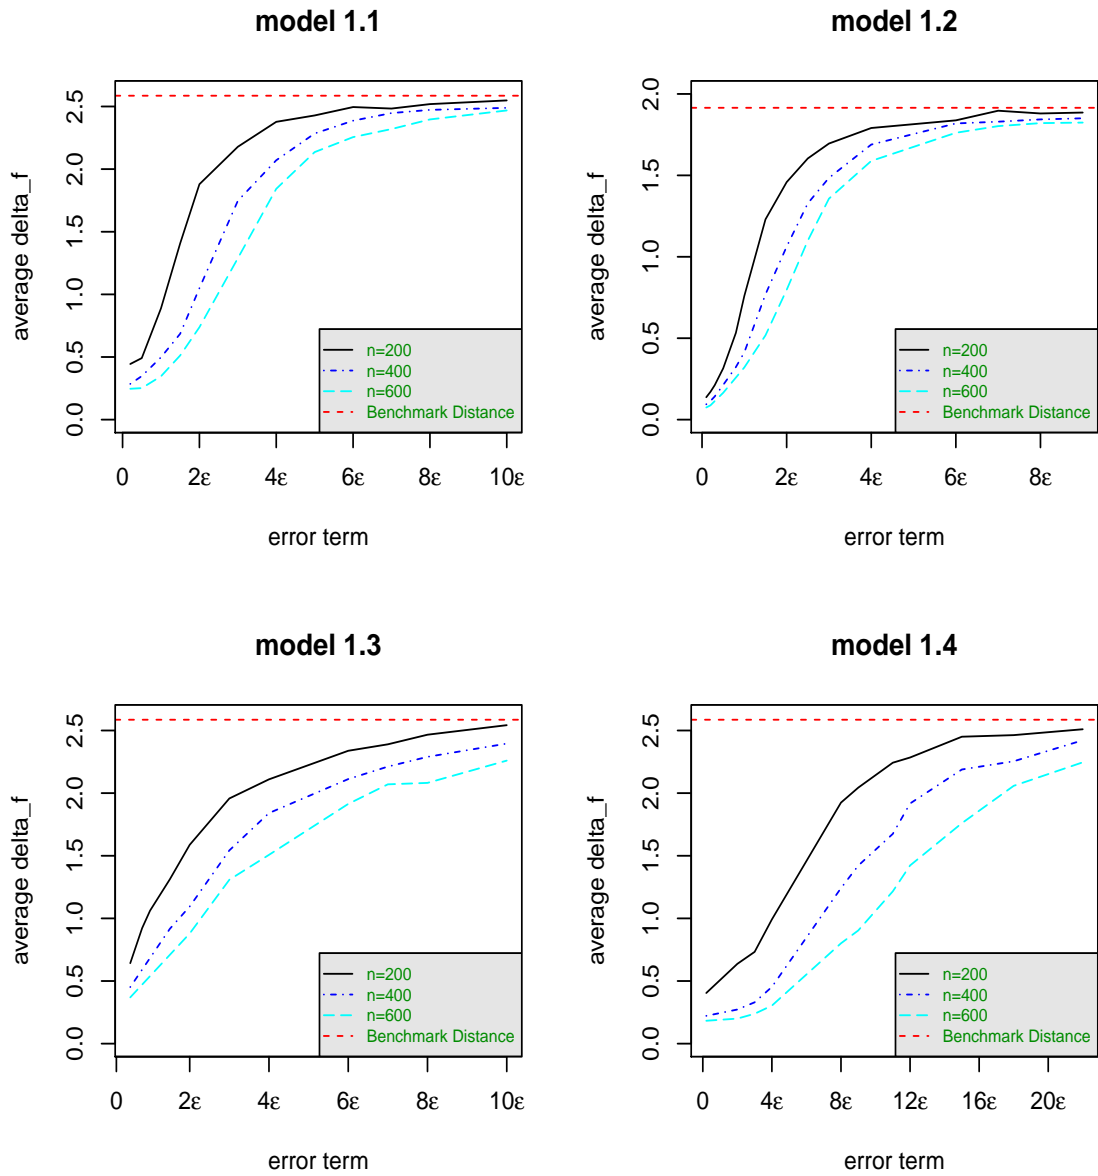 model 1.1
average delta_f
0.0 0.5 1.0 1.5 2.0 2.5
n=200
n=400
n=600
Benchmark Distance
0 2ε 4ε 6ε 8ε 10ε
error term
model 1.2
average delta_f
0.0 0.5 1.0 1.5 2.0
n=200
n=400
n=600
Benchmark Distance
0 2ε 4ε 6ε 8ε
error term
model 1.3
average delta_f
0.0 0.5 1.0 1.5 2.0 2.5
n=200
n=400
n=600
Benchmark Distance
0 2ε 4ε 6ε 8ε 10ε
error term
model 1.4
average delta_f
0.0 0.5 1.0 1.5 2.0 2.5
n=200
n=400
n=600
Benchmark Distance
0 4ε 8ε 12ε 16ε 20ε
error term